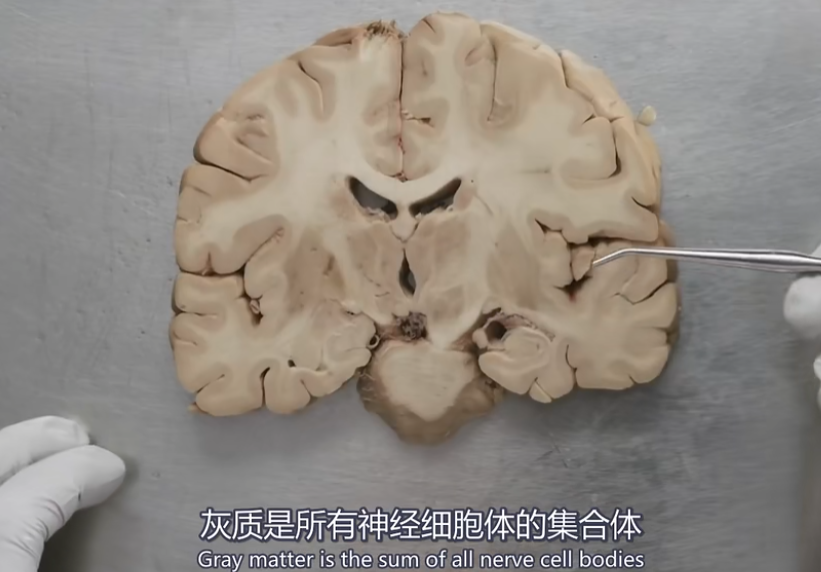 灰质是所有神经细胞体的集合体
Gray matter is the sum of all nerve cell bodies